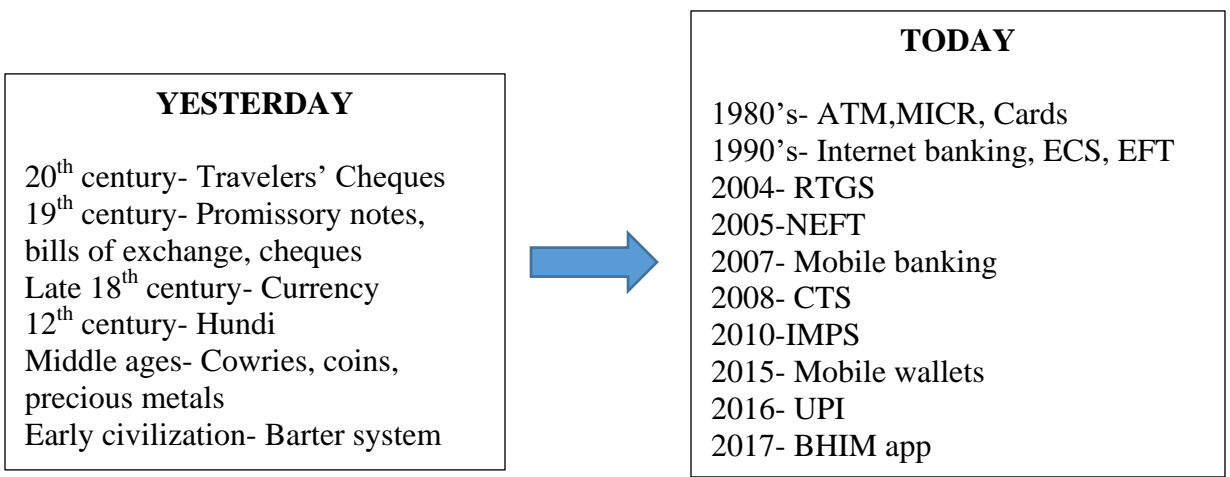 YESTERDAY
20th century- Travelers’ Cheques
19th century- Promissory notes,
bills of exchange, cheques
Late 18th century- Currency
12th century- Hundi
Middle ages- Cowries, coins,
precious metals
Early civilization- Barter system
TODAY
1980’s- ATM,MICR, Cards
1990’s- Internet banking, ECS, EFT
2004- RTGS
2005-NEFT
2007- Mobile banking
2008- CTS
2010-IMPS
2015- Mobile wallets
2016- UPI
2017- BHIM app